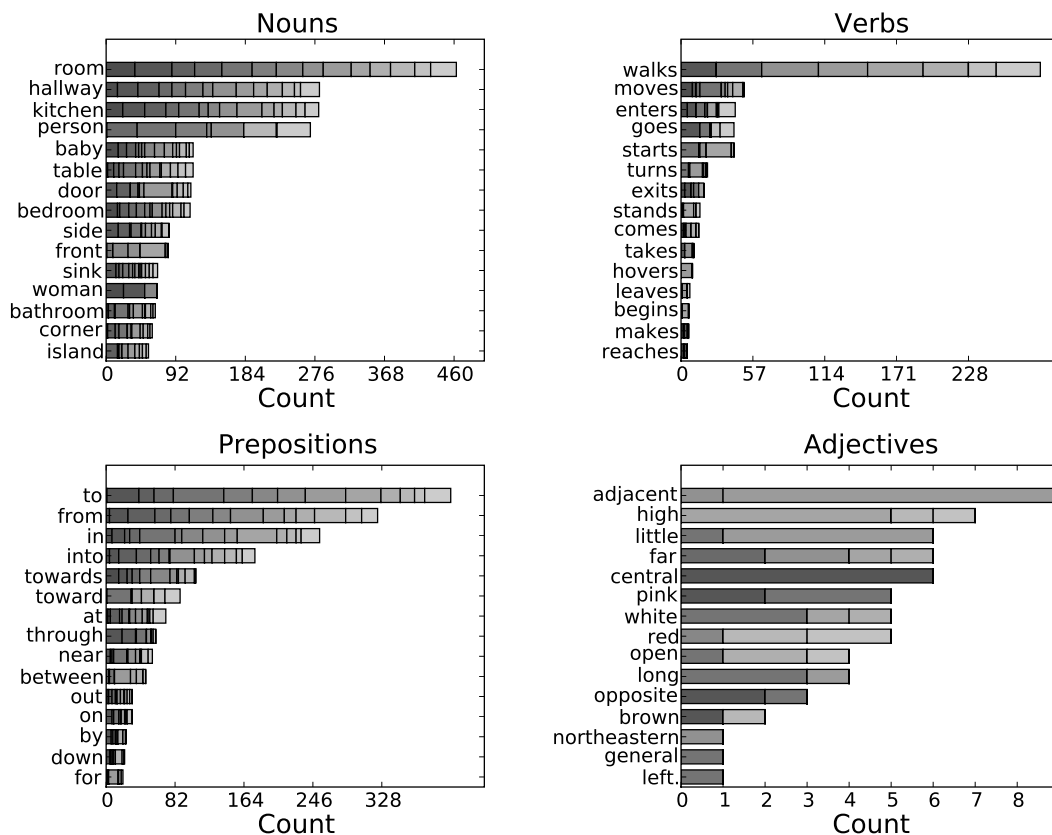 Nouns
room
hallway
kitchen
person
baby
table
door
bedroom
side
front
sink
woman
bathroom
corner
island
0 92 184 276 368 460
Count
Verbs
walks
moves
enters
goes
starts
turns
exits
stands
comes
takes
hovers
leaves
begins
makes
reaches
0 57 114 171 228
Count
Prepositions
to
from
in
into
towards
toward
at
through
near
between
out
on
by
down
for
0 82 164 246 328
Count
Adjectives
adjacent
high
little
far
central
pink
white
red
open
long
opposite
brown
northeastern
general
left.
0 1 2 3 4 5 6 7 8
Count